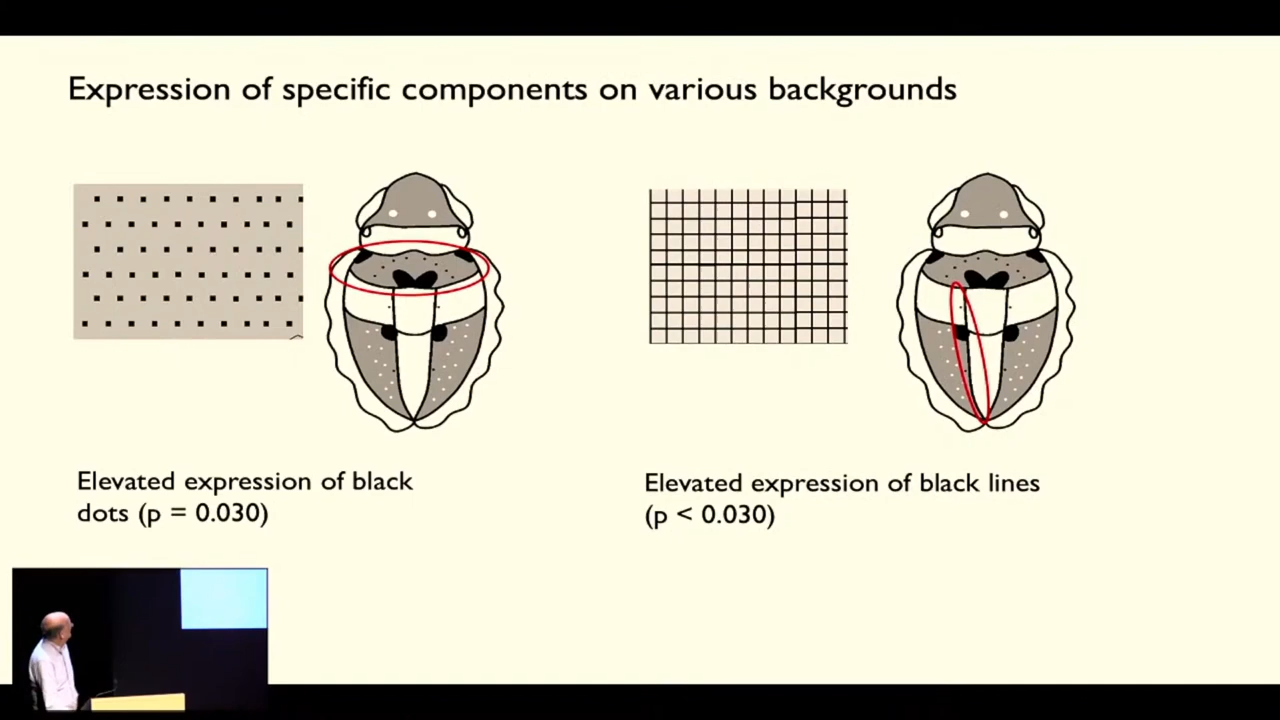 Expression of specific components on various backgrounds
Elevated expression of black
dots (p = 0.030)
Elevated expression of black lines
(p < 0.030)